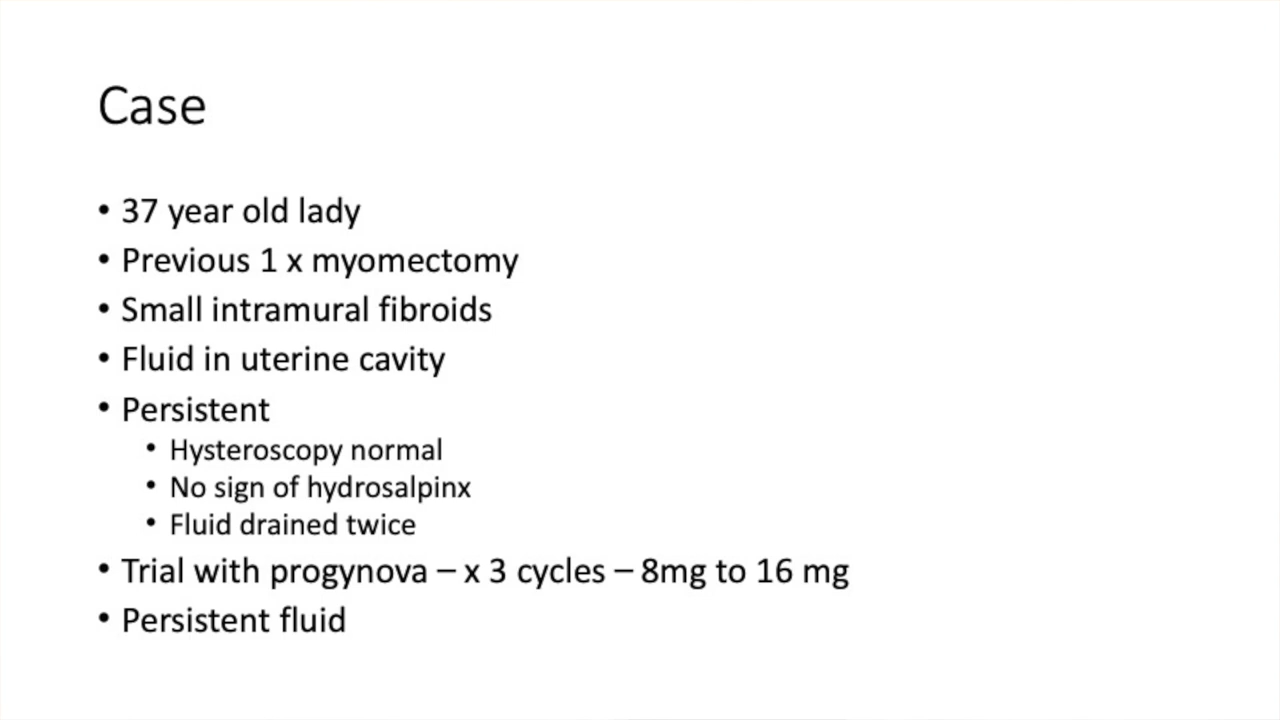 Case
• 37 year old lady
• Previous 1 x myomectomy
• Small intramural fibroids
• Fluid in uterine cavity
• Persistent
• Hysteroscopy normal
• No sign of hydrosalpinx
• Fluid drained twice
• Trial with progynova – x 3 cycles – 8mg to 16 mg
• Persistent fluid